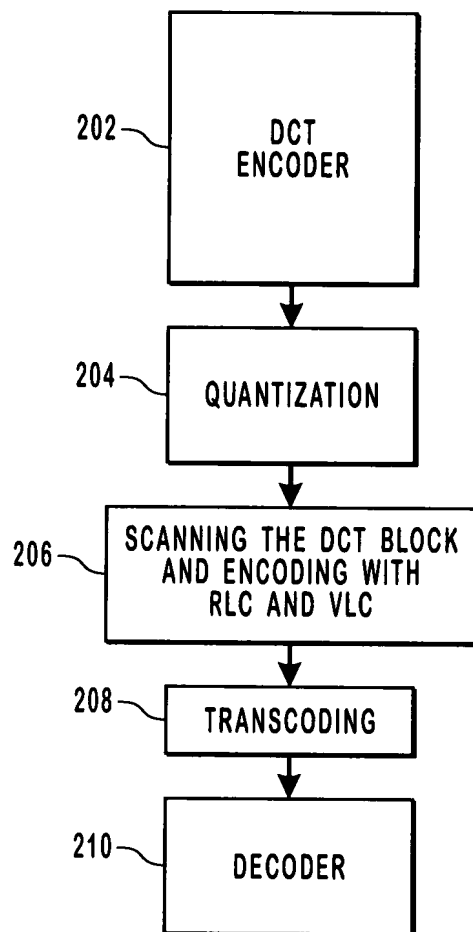 202
DCT
ENCODER
204
QUANTIZATION
206
SCANNING THE DCT BLOCK
AND ENCODING WITH
RLC AND VLC
208
TRANSCODING
210
DECODER